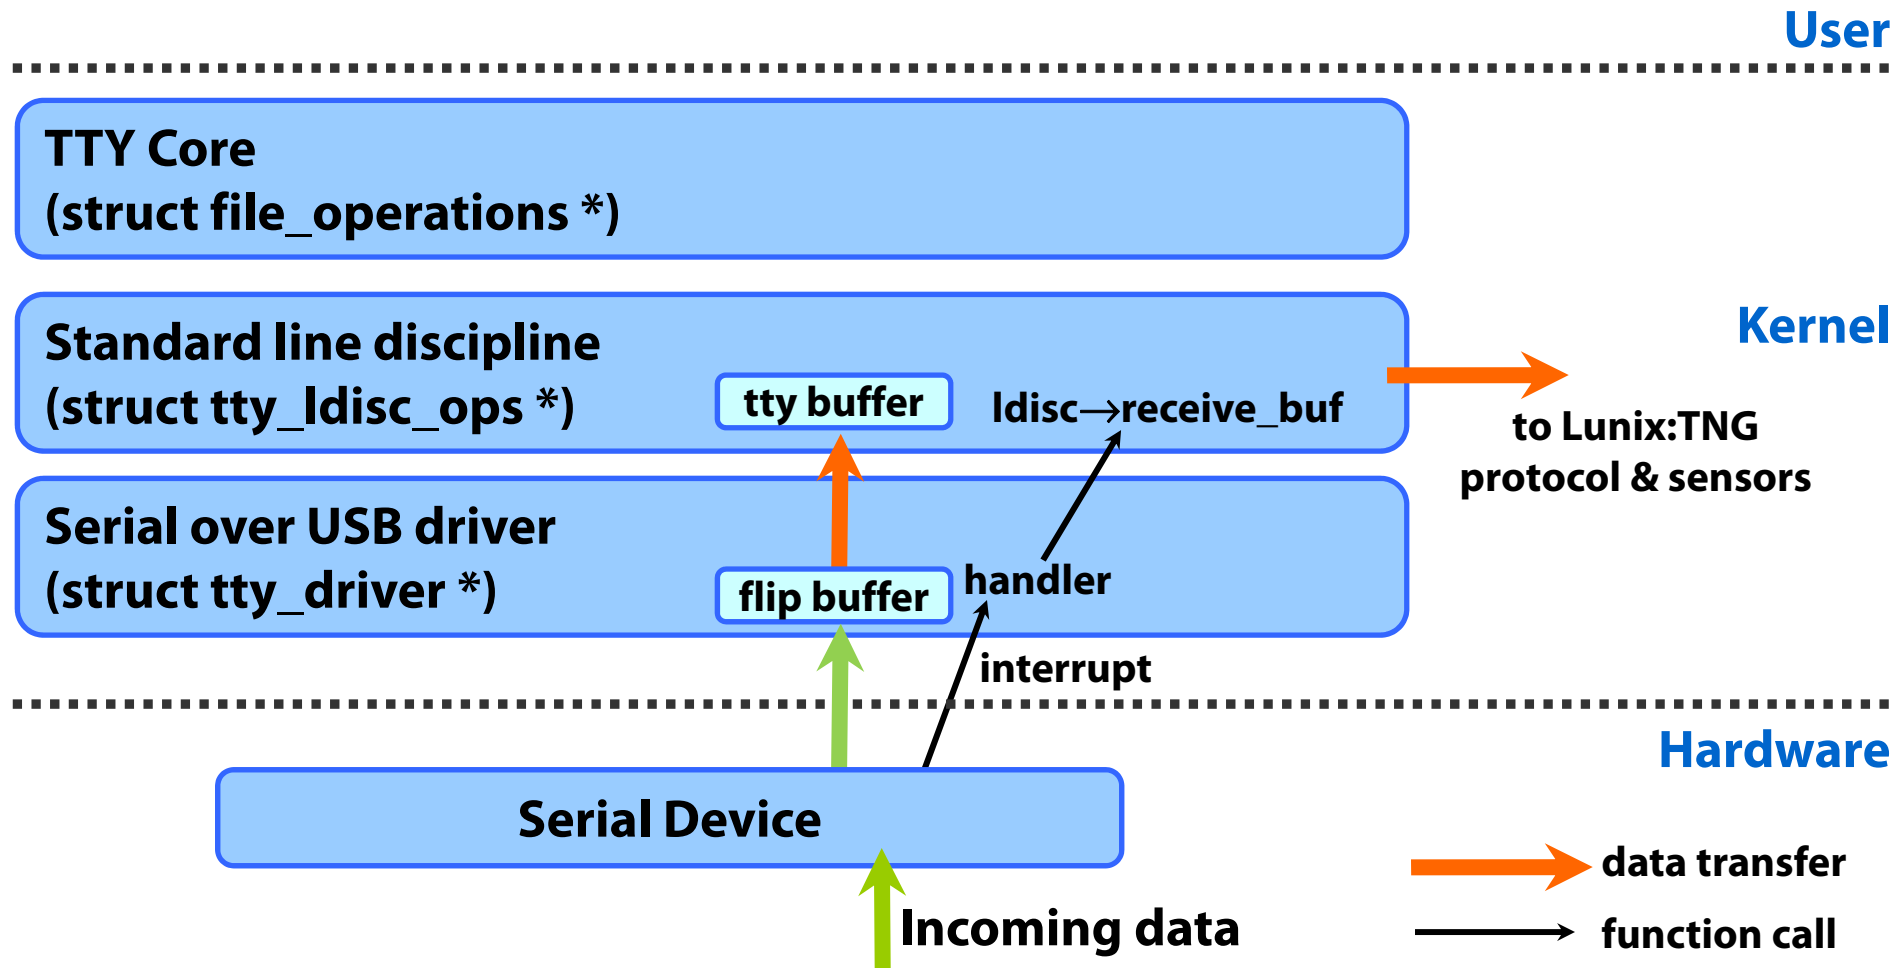 User
TTY Core
(struct file_operations *)
Standard line discipline
(struct tty_ldisc_ops *)
tty buffer
ldisc→receive_buf
Kernel
to Lunix:TNG
protocol & sensors
Serial over USB driver
(struct tty_driver *)
flip buffer
handler
interrupt
Hardware
Serial Device
Incoming data
data transfer
function call